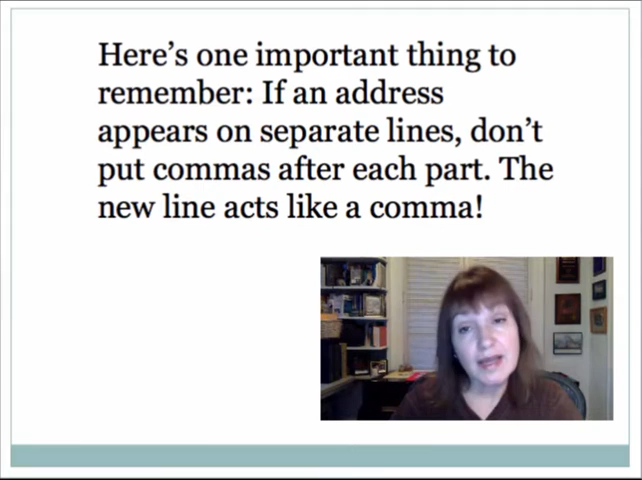 Here’s one important thing to
remember: If an address
appears on separate lines, don’t
put commas after each part. The
new line acts like a comma!